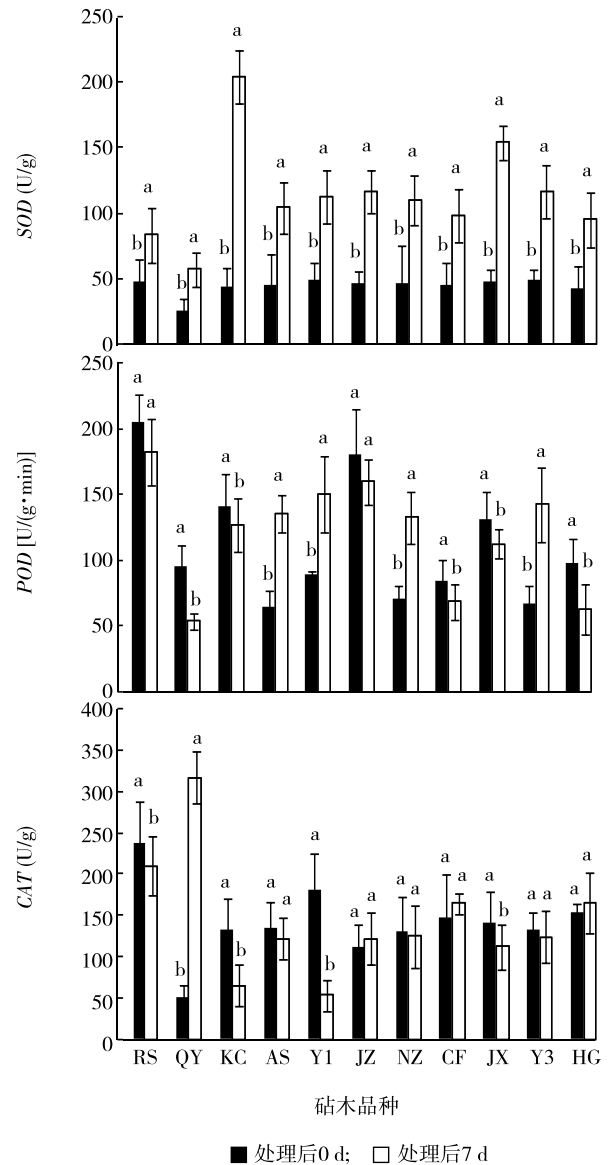 250
200
150
100
50
0
SOD (U/g)
b a b a b a b a b a b a b a b a b a b a b a
250
200
150
100
50
0
POD [U/(g·min)]
a a a b a b b a b a a a b a a b a b b a a b
400
350
300
250
200
150
100
50
0
CAT (U/g)
a b b a a b a a a b a a a a a a a b a a a a
RS QY KC AS Y1 JZ NZ CF JX Y3 HG
砧木品种
处理后0 d; 处理后7 d